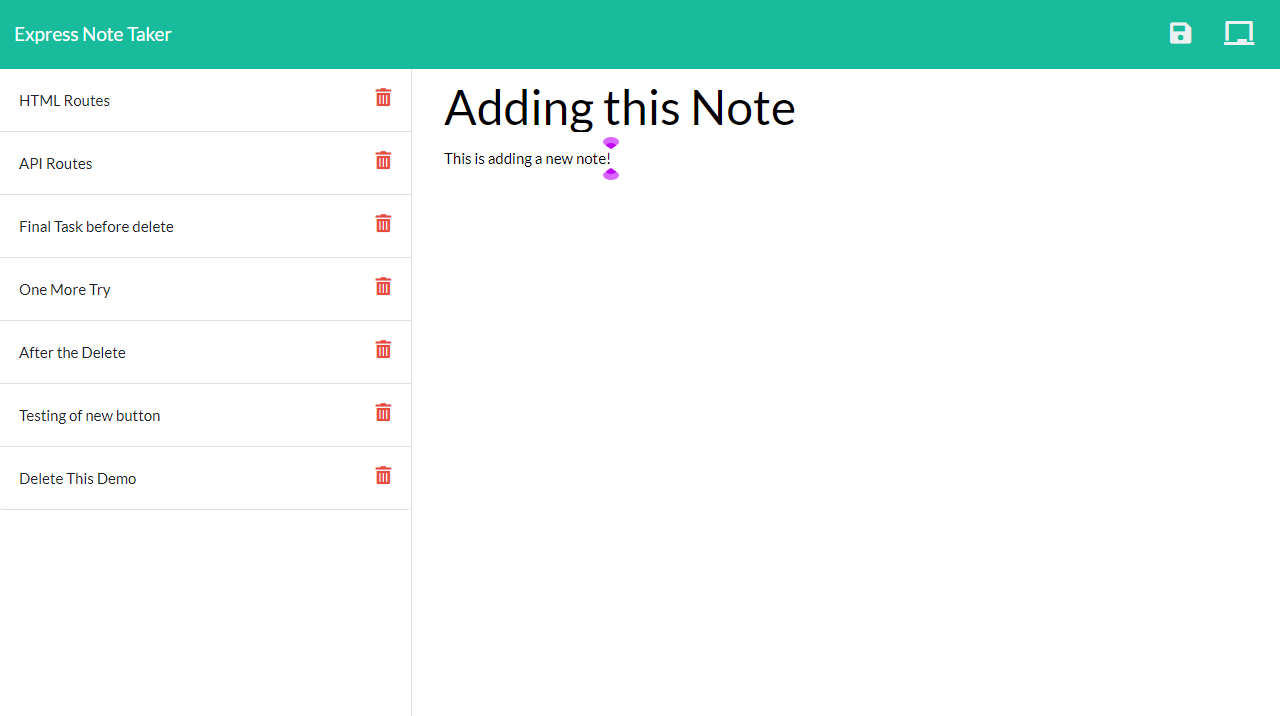 Express Note Taker
HTML Routes
API Routes
Final Task before delete
One More Try
After the Delete
Testing of new button
Delete This Demo
Adding this Note
This is adding a new note!